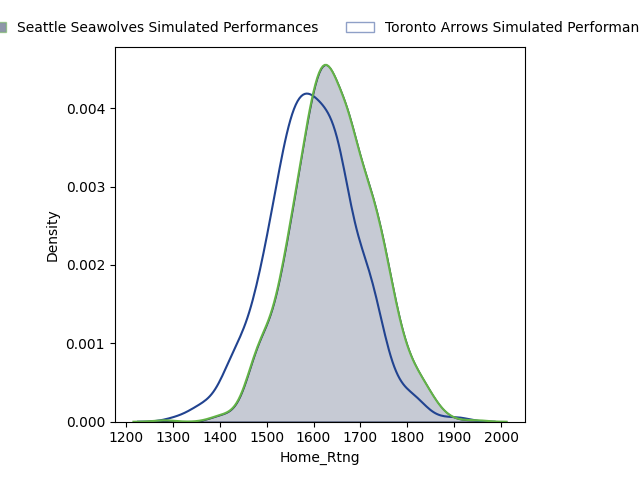 Seattle Seawolves Simulated Performances
Toronto Arrows Simulated
0.004
0.003
0.002
0.001
0.000
Density
1200 1300 1400 1500 1600 1700 1800 1900 2000
Home_Rtng